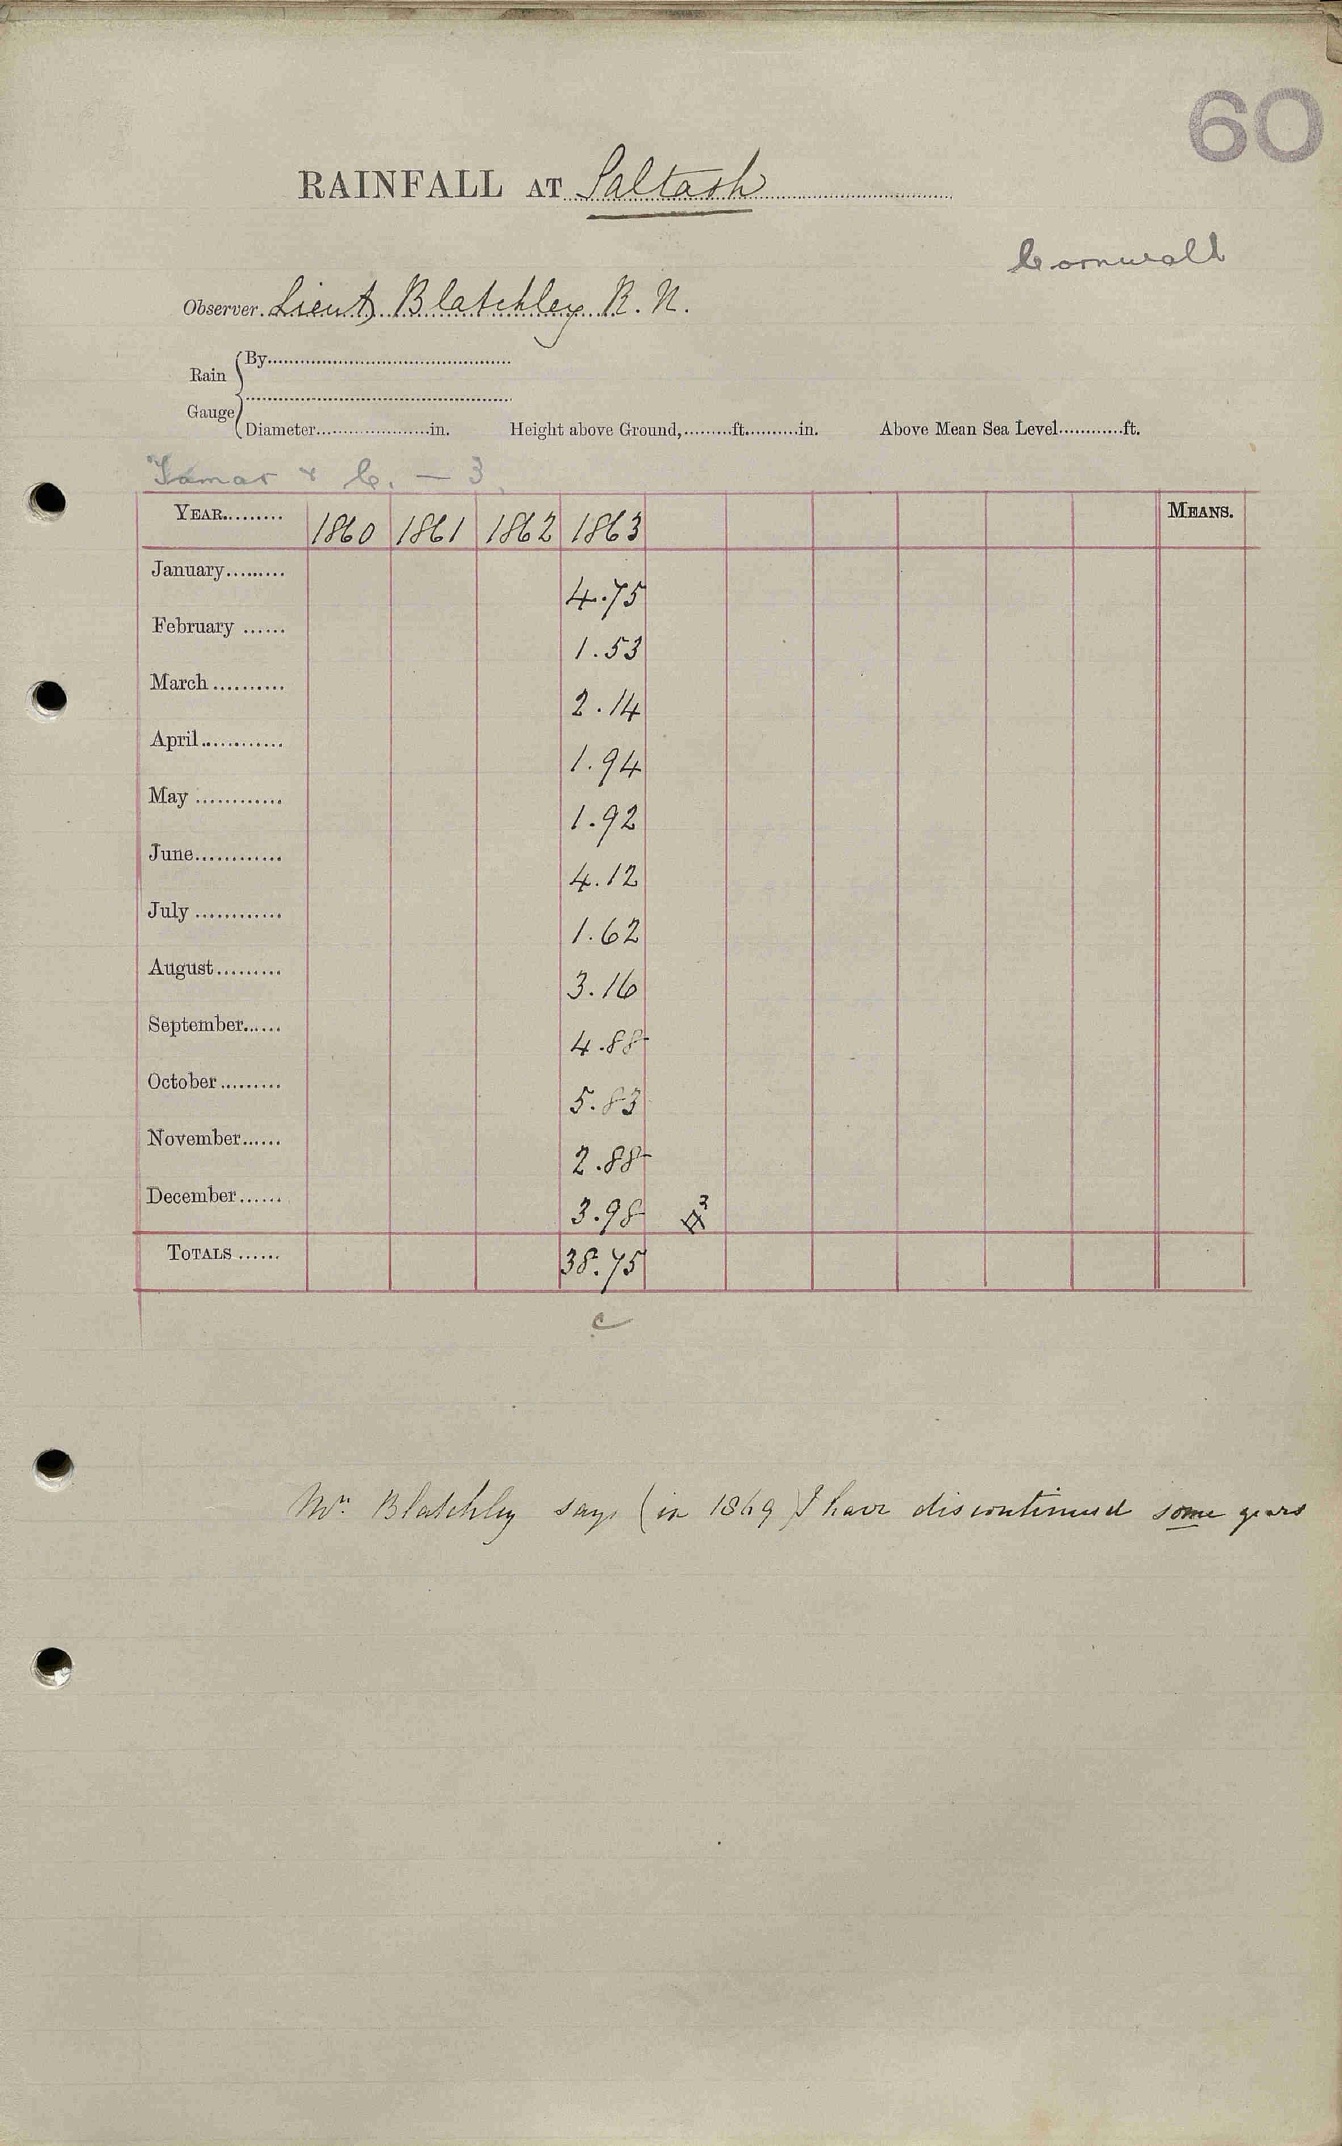 60
RAINFALL AT Saltash
Cornwall
Observer. Lieut Blatchley R. N.
Rain Gauge
By
Diameter in. Height above Ground, ft. in. Above Mean Sea Level ft.
Tamar & C. — 3
YEAR 1860 1861 1862 1863 MEANS.
January 4.75
February 1.53
March 2.14
April 1.94
May 1.92
June 4.12
July 1.62
August 3.16
September 4.88
October 5.83
November 2.88
December 3.98 3
TOTALS 38.75
c
Mr. Blatchley says (in 1869) I have discontinued some years